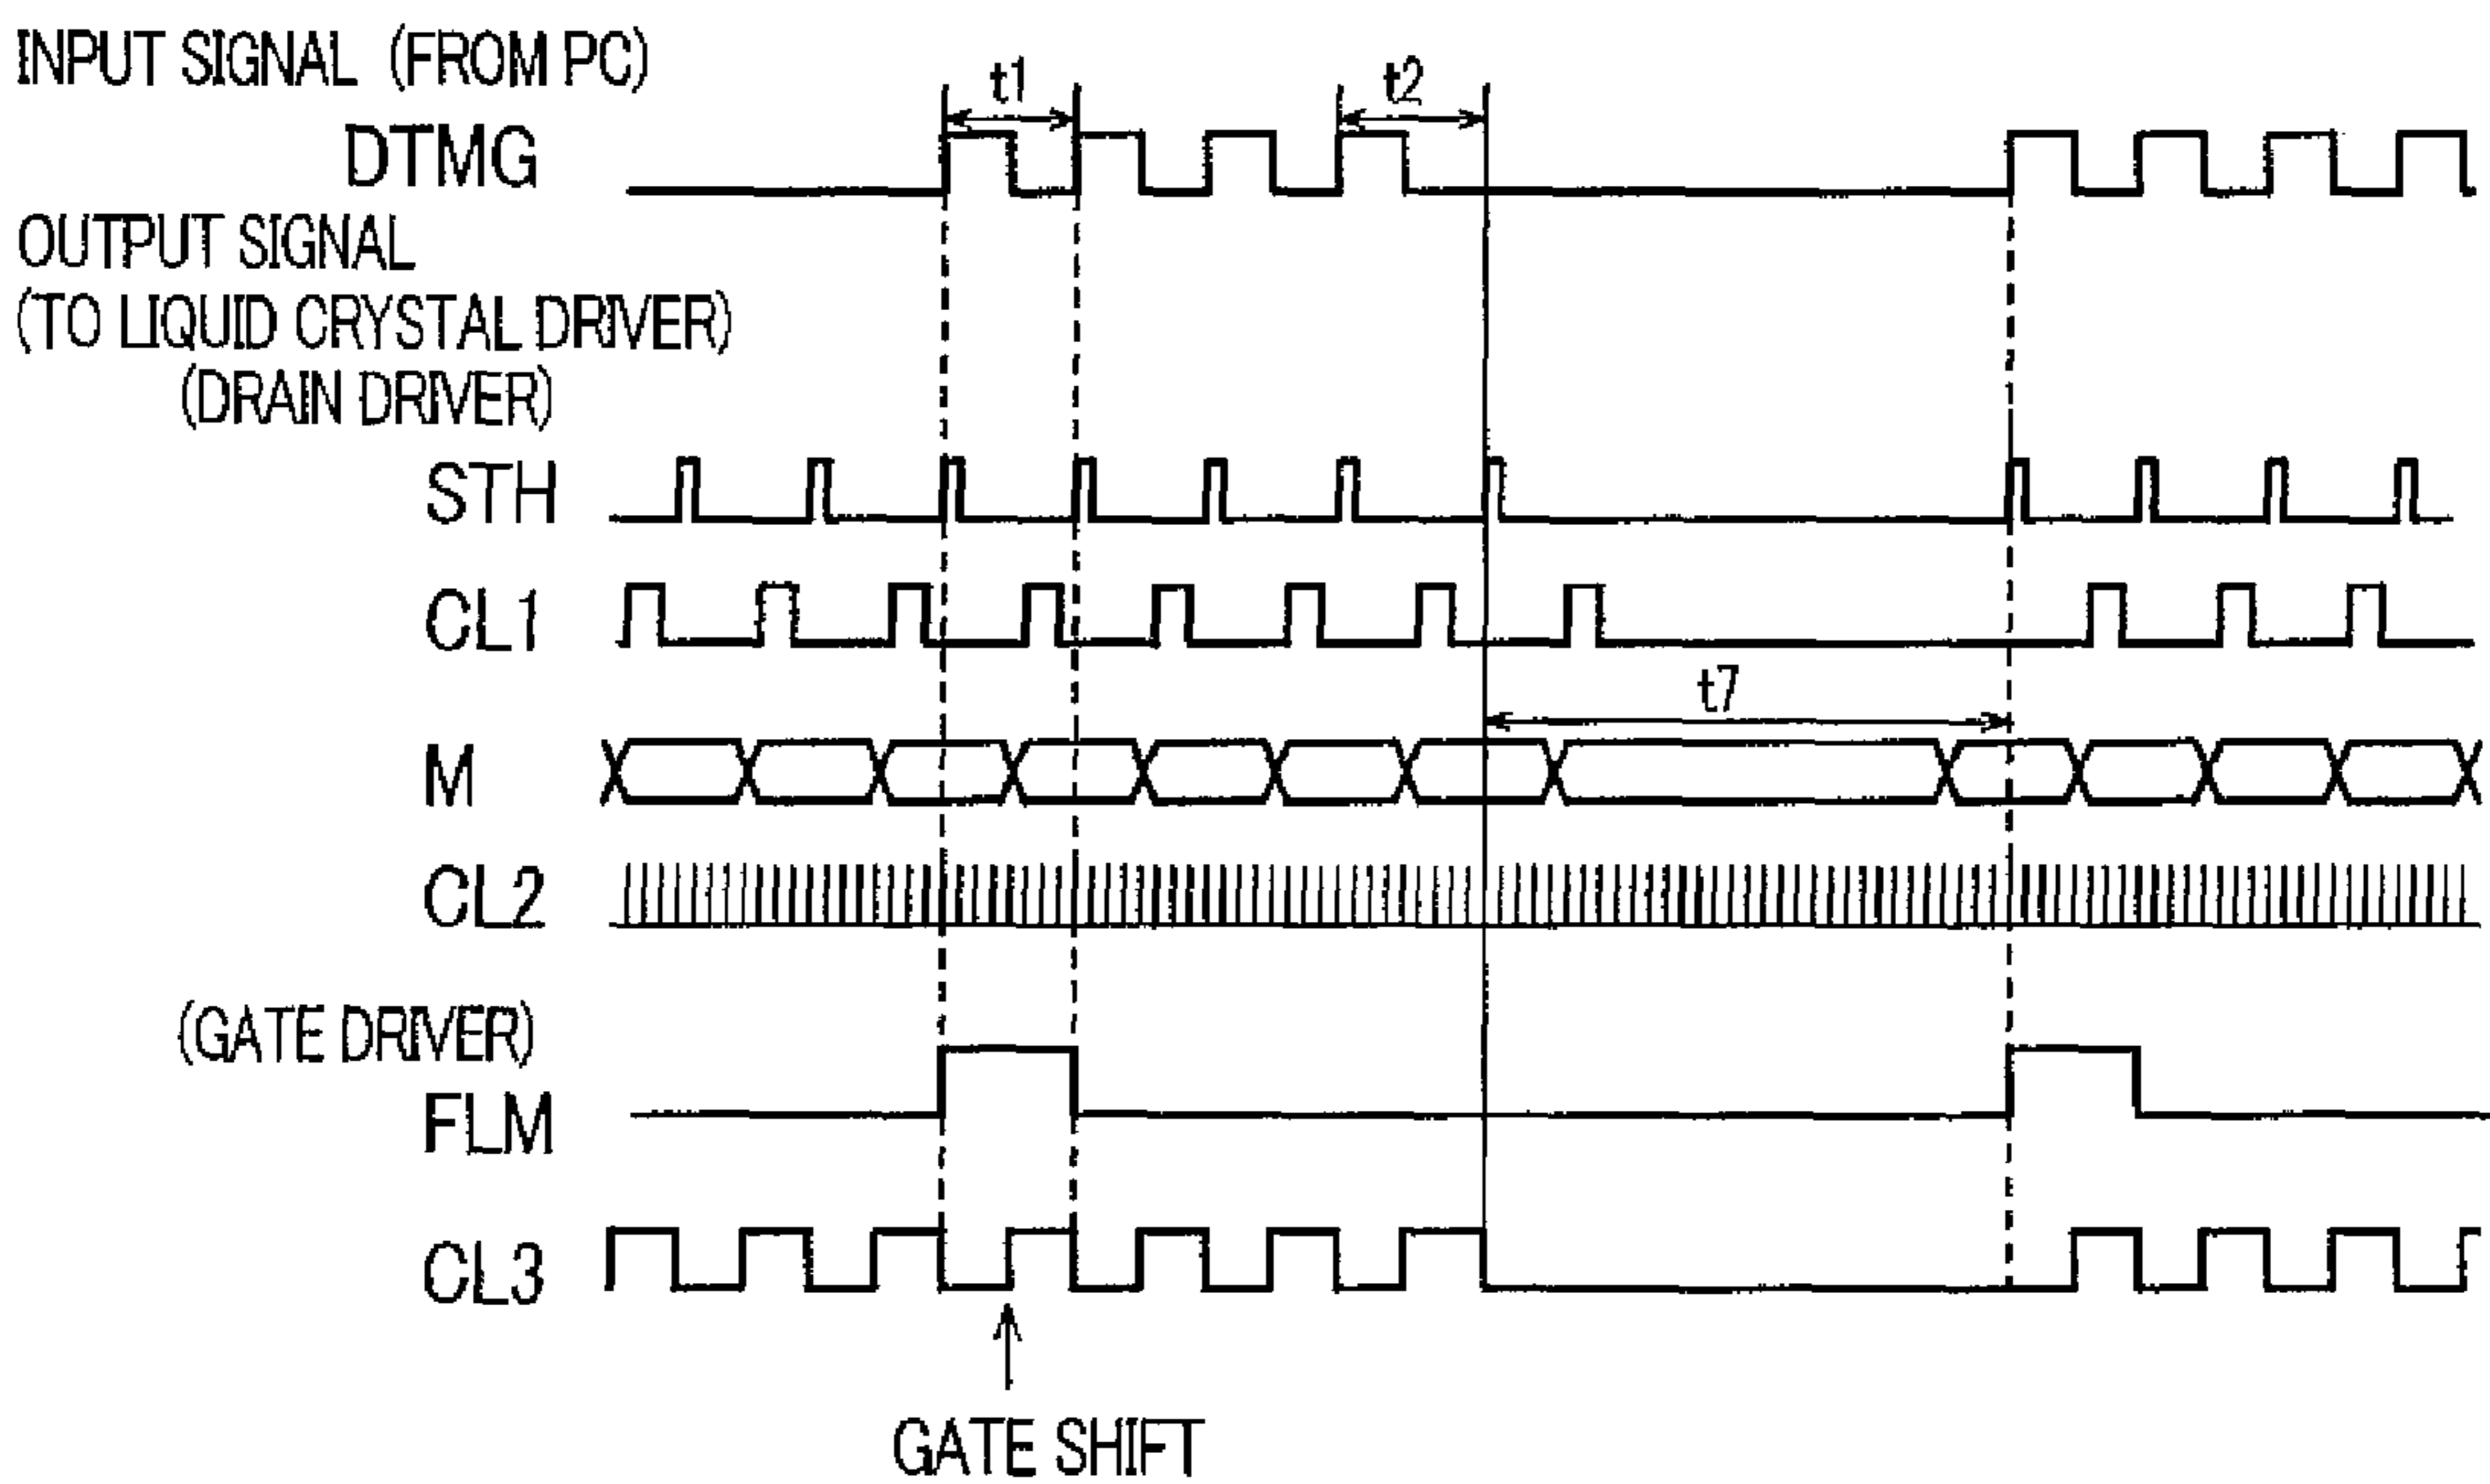 INPUT SIGNAL (FROM PC)
t1
t2
DTMG
OUTPUT SIGNAL
(TO LIQUID CRYSTAL DRIVER)
(DRAIN DRIVER)
STH
CL1
t7
M
CL2
(GATE DRIVER)
FLM
CL3
GATE SHIFT